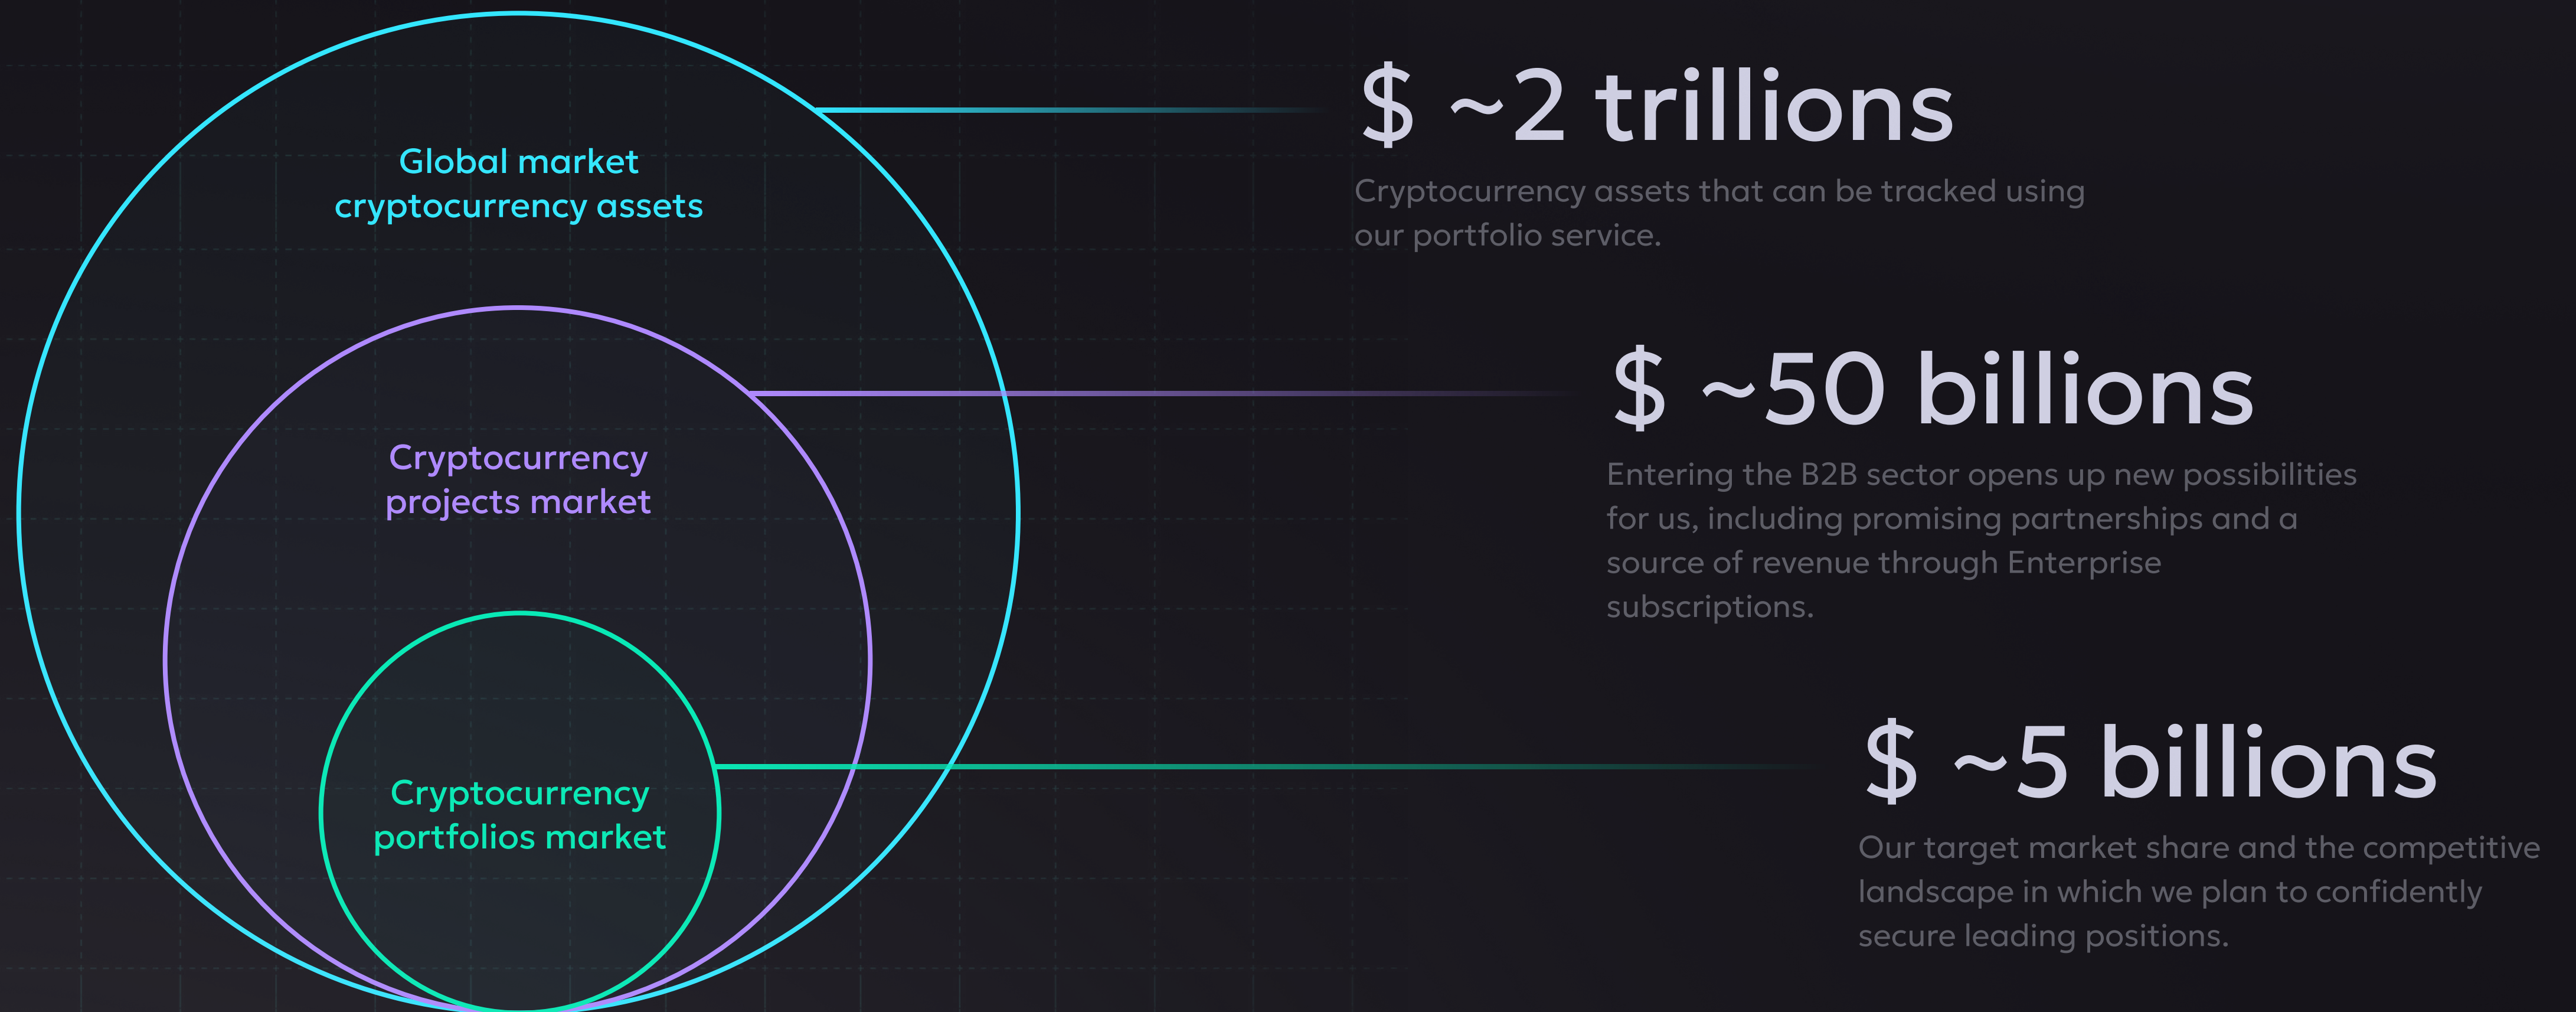 Global market
cryptocurrency assets
$ ~2 trillions
Cryptocurrency assets that can be tracked using
our portfolio service.
Cryptocurrency
projects market
$ ~50 billions
Entering the B2B sector opens up new possibilities
for us, including promising partnerships and a
source of revenue through Enterprise
subscriptions.
Cryptocurrency
portfolios market
$ ~5 billions
Our target market share and the competitive
landscape in which we plan to confidently
secure leading positions.